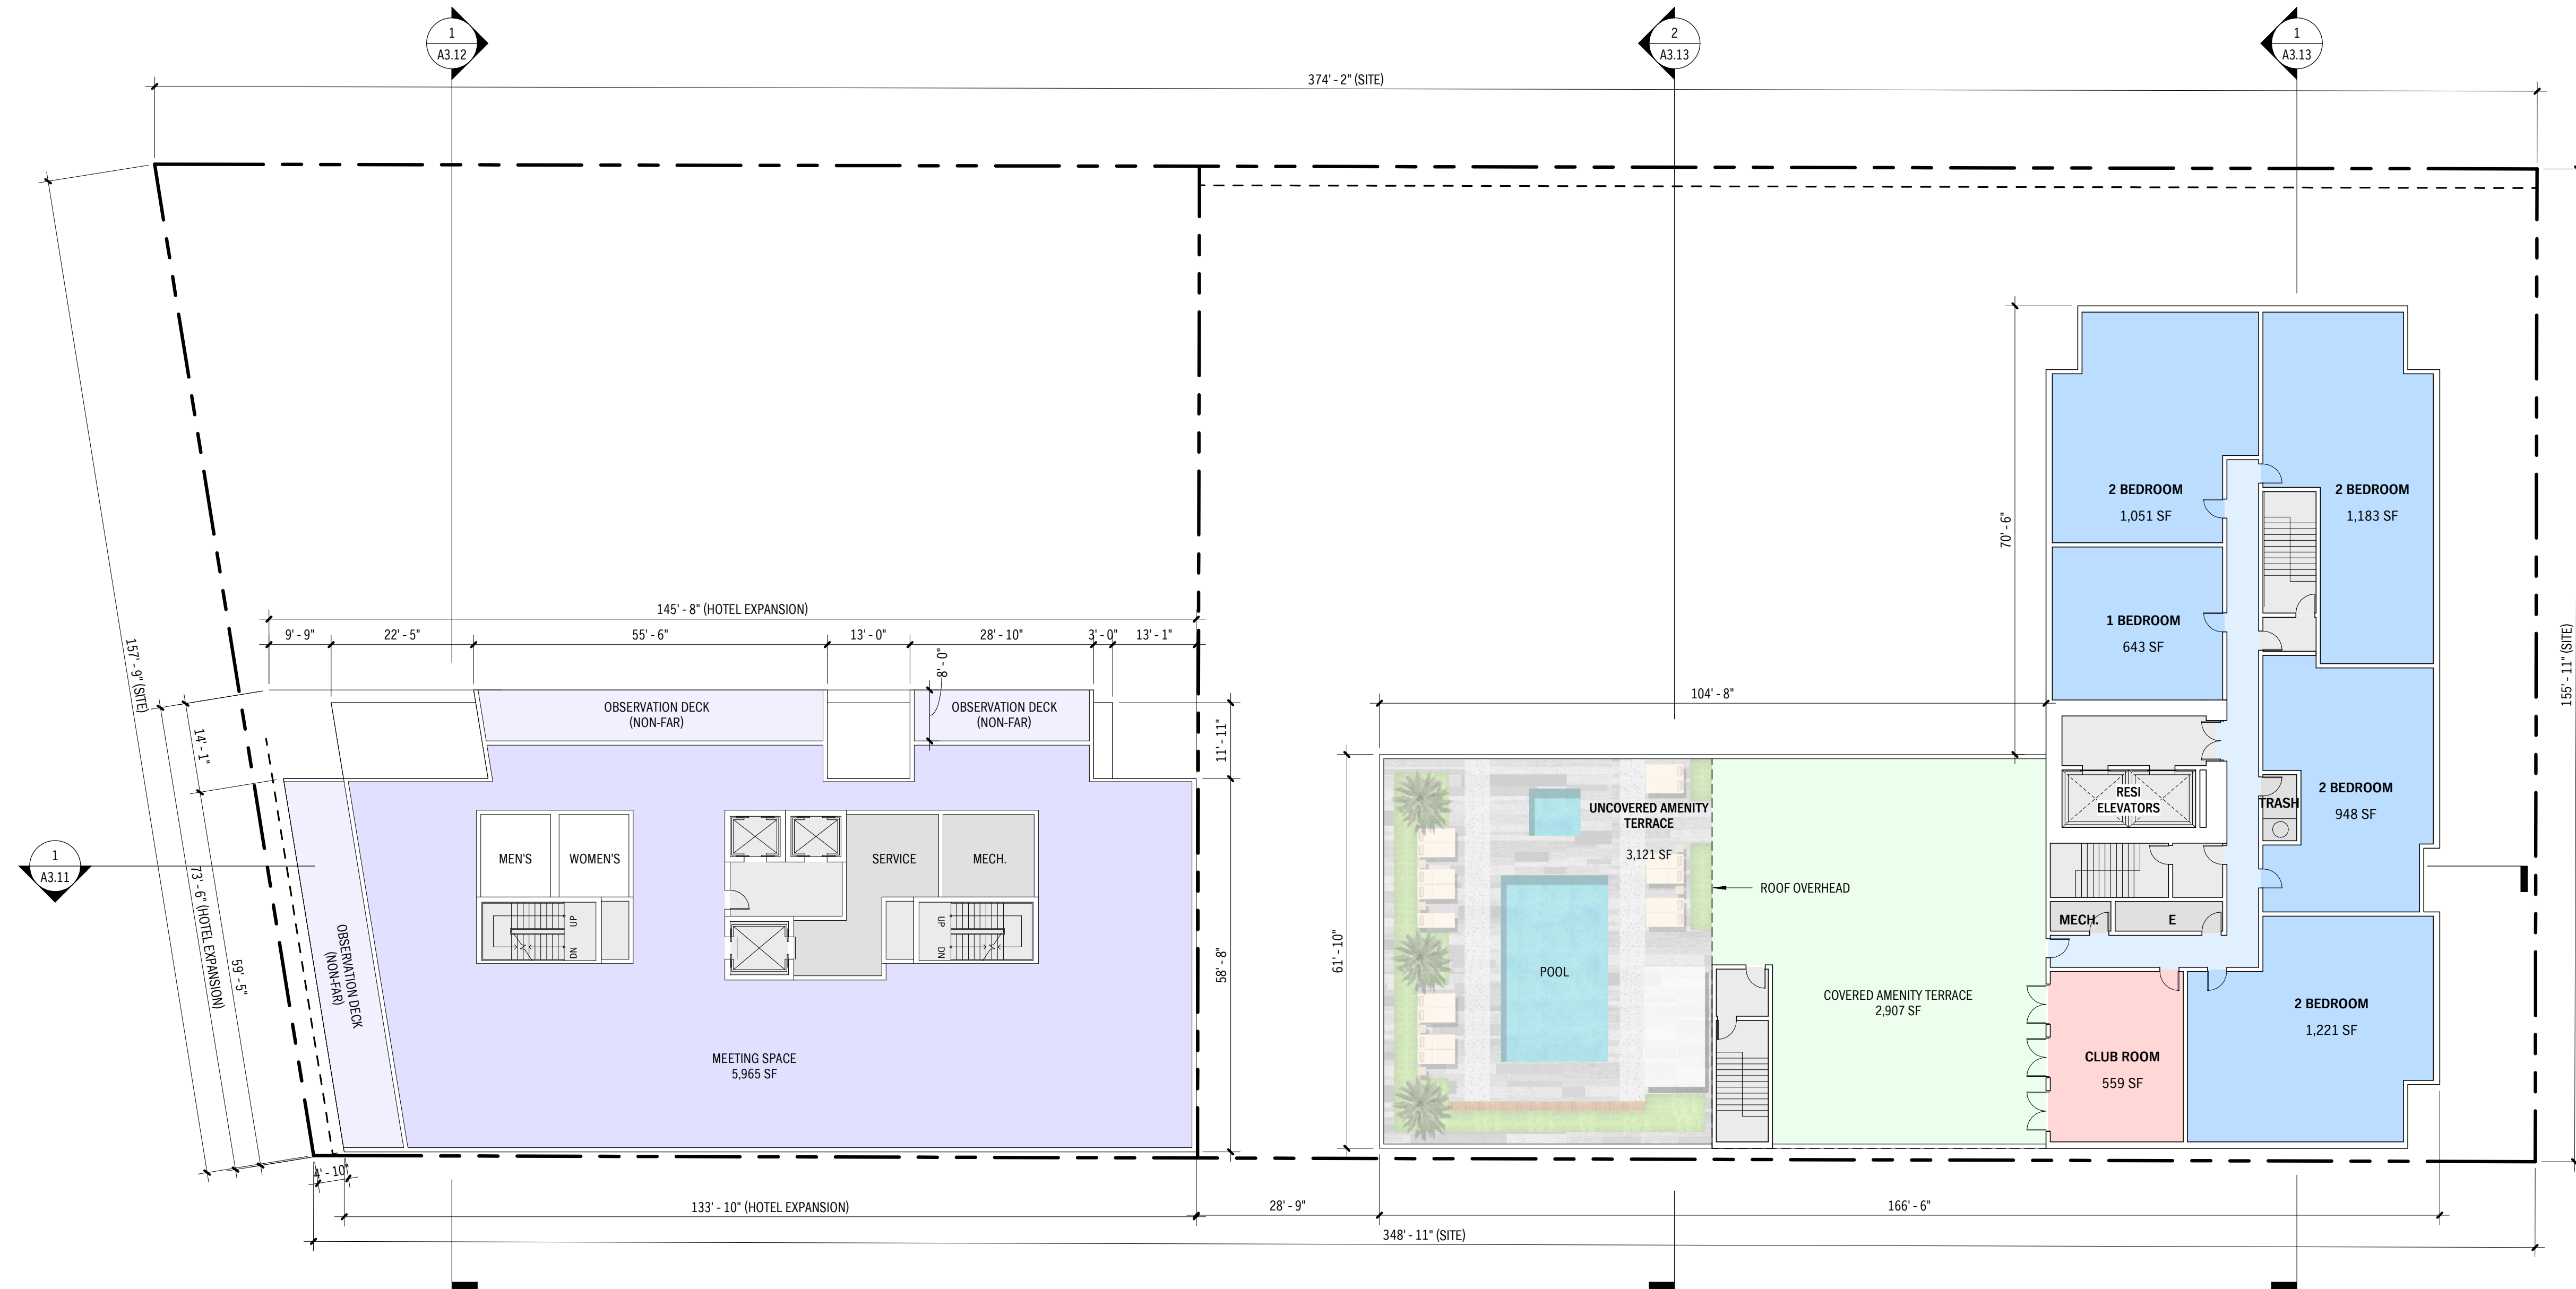 1
A3.12
2
A3.13
1
A3.13
374' - 2" (SITE)
157' - 9" (SITE)
155' - 11" (SITE)
70' - 6"
2 BEDROOM
1,051 SF
2 BEDROOM
1,183 SF
1 BEDROOM
643 SF
145' - 8" (HOTEL EXPANSION)
9' - 9"
22' - 5"
55' - 6"
13' - 0"
28' - 10"
3' - 0"
13' - 1"
8' - 0"
104' - 8"
OBSERVATION DECK
(NON-FAR)
OBSERVATION DECK
(NON-FAR)
11' - 11"
14' - 1"
73' - 6" (HOTEL EXPANSION)
59' - 5"
1
A3.11
MEN'S
WOMEN'S
SERVICE
MECH.
UP
DN
UP
DN
OBSERVATION DECK
(NON-FAR)
58' - 8"
MEETING SPACE
5,965 SF
61' - 10"
UNCOVERED AMENITY
TERRACE
3,121 SF
ROOF OVERHEAD
POOL
COVERED AMENITY TERRACE
2,907 SF
RESI
ELEVATORS
TRASH
2 BEDROOM
948 SF
MECH.
E
CLUB ROOM
559 SF
2 BEDROOM
1,221 SF
4' - 10"
133' - 10" (HOTEL EXPANSION)
28' - 9"
166' - 6"
348' - 11" (SITE)